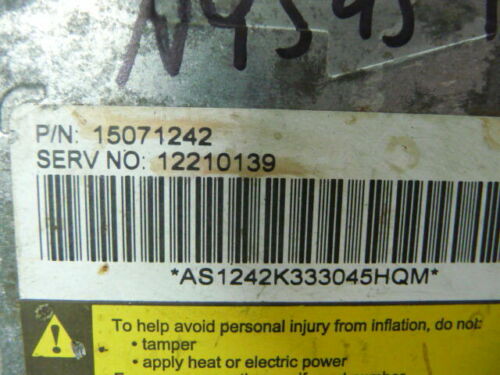 P/N: 15071242
SERV NO: 12210139
*AS1242K333045HQM*
To help avoid personal injury from inflation, do not:
• tamper
• apply heat or electric power